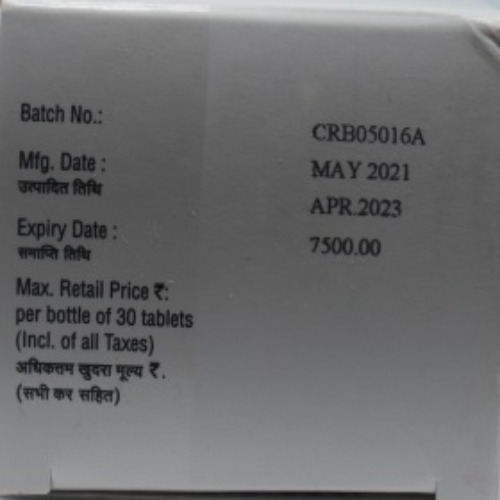 Batch No.:
CRB05016A
Mfg. Date :
MAY 2021
उत्पादित तिथि
APR.2023
Expiry Date :
7500.00
समाप्ति तिथि
Max. Retail Price ₹:
per bottle of 30 tablets
(Incl. of all Taxes)
अधिकतम खुदरा मूल्य ₹.
(सभी कर सहित)